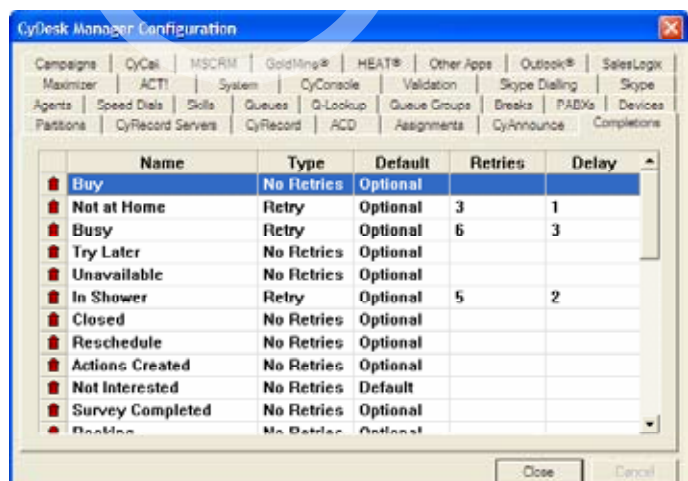 CyDesk Manager Configuration
Campaigns CyCall MSCRM GoldMine® HEAT® Other Apps Outlook® SalesLogix
Maximizer ACT! System CyConsole Validation Skype Dialling Skype
Agents Speed Dials Skills Queues Q-Lookup Queue Groups Breaks PABXs Devices
Partitions CyRecord Servers CyRecord ACD Assignments CyAnnounce Completions
Name Type Default Retries Delay
Buy No Retries Optional
Not at Home Retry Optional 3 1
Busy Retry Optional 6 3
Try Later No Retries Optional
Unavailable No Retries Optional
In Shower Retry Optional 5 2
Closed No Retries Optional
Reschedule No Retries Optional
Actions Created No Retries Optional
Not Interested No Retries Default
Survey Completed No Retries Optional
Booking No Retries Optional
Close Cancel